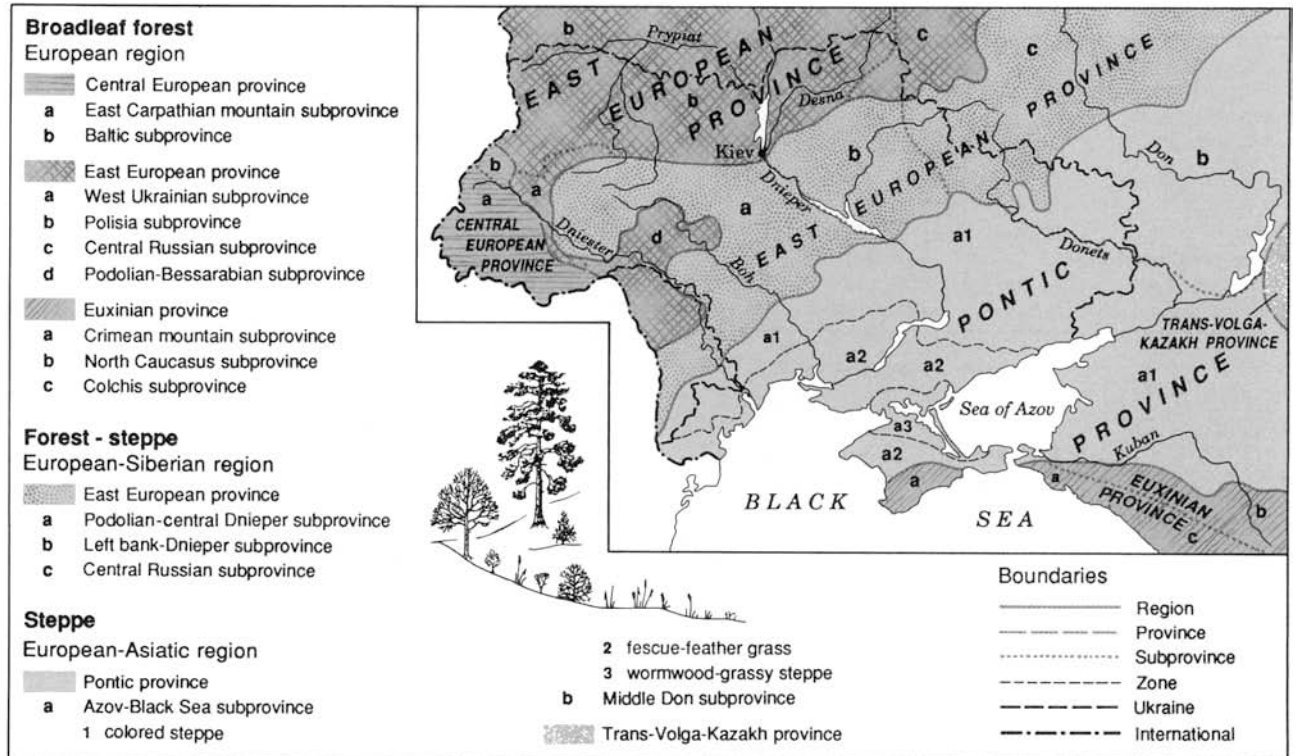 Broadleaf forest
European region
Central European province
a East Carpathian mountain subprovince
b Baltic subprovince
East European province
a West Ukrainian subprovince
b Polisia subprovince
c Central Russian subprovince
d Podolian-Bessarabian subprovince
Euxinian province
a Crimean mountain subprovince
b North Caucasus subprovince
c Colchis subprovince
Forest - steppe
European-Siberian region
East European province
a Podolian-central Dnieper subprovince
b Left bank-Dnieper subprovince
c Central Russian subprovince
Steppe
European-Asiatic region
Pontic province
a Azov-Black Sea subprovince
1 colored steppe
2 fescue-feather grass
3 wormwood-grassy steppe
b Middle Don subprovince
Trans-Volga-Kazakh province
Boundaries
Region
Province
Subprovince
Zone
Ukraine
International
b
Prypiat
c
c
EAST EUROPEAN PROVINCE
b
Desna
Kiev
b
a
a
CENTRAL
EUROPEAN
PROVINCE
Dniester
a
d
Boh
Dnieper
b
EAST EUROPEAN PROVINCE
Don
b
a1
Donets
PONTIC PROVINCE
TRANS-VOLGA-
KAZAKH PROVINCE
a1
a2
a2
a1
Sea of Azov
a3
a2
a
Kuban
a
EUXINIAN
PROVINCE
b
c
BLACK SEA